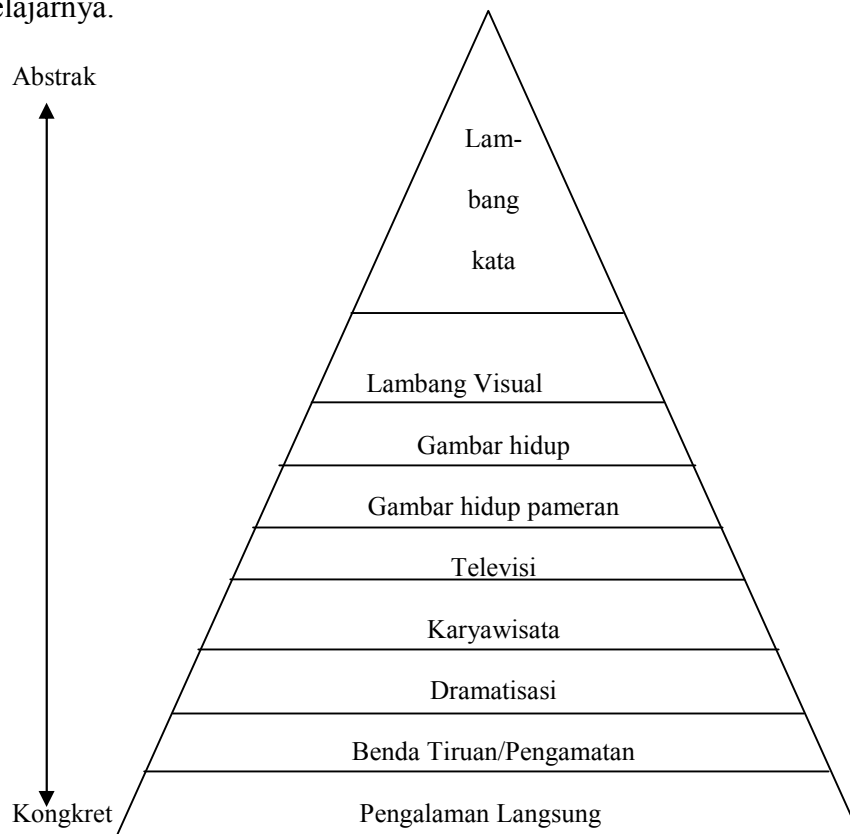 elajarnya.
Abstrak
Lam-
bang
kata
Lambang Visual
Gambar hidup
Gambar hidup pameran
Televisi
Karyawisata
Dramatisasi
Benda Tiruan/Pengamatan
Kongkret Pengalaman Langsung